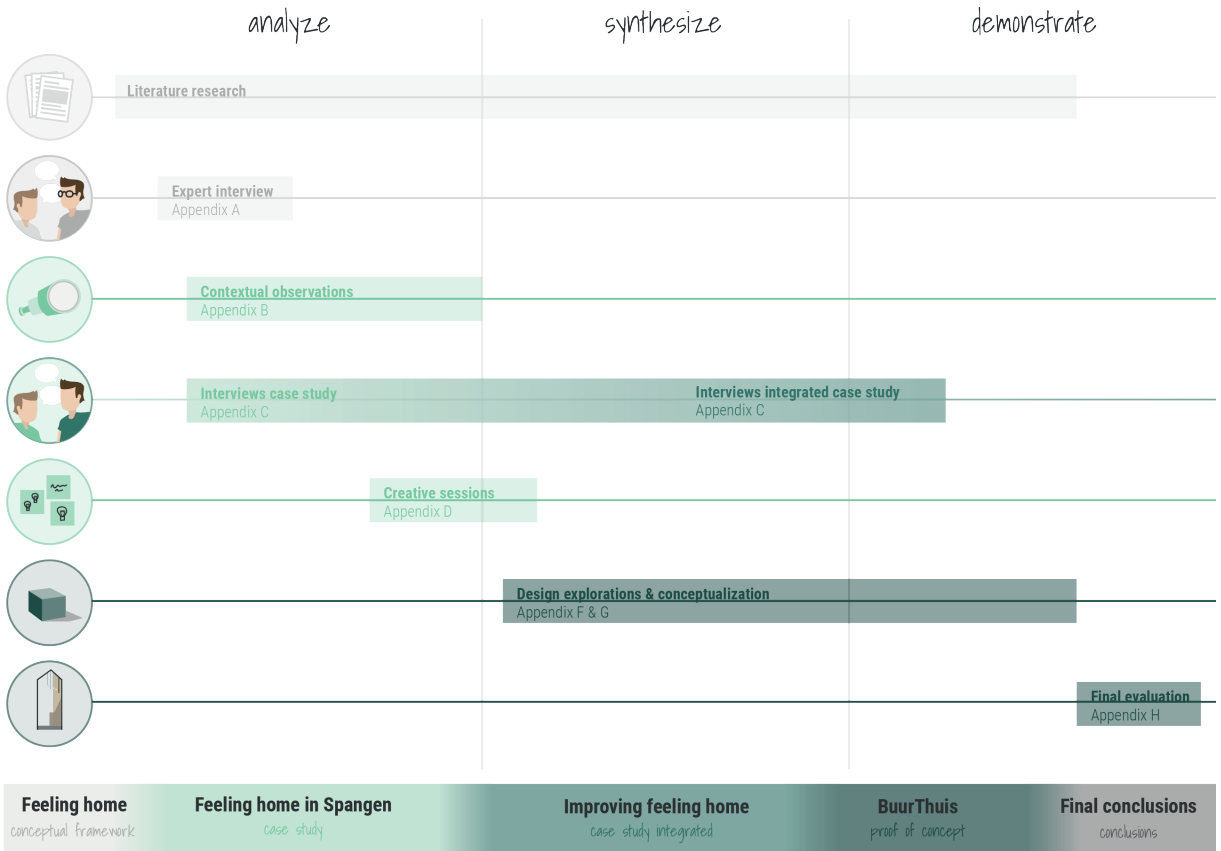 analyze
synthesize
demonstrate
Literature research
Expert interview
Appendix A
Contextual observations
Appendix B
Interviews case study
Appendix C
Interviews integrated case study
Appendix C
Creative sessions
Appendix D
Design explorations & conceptualization
Appendix F & G
Final evaluation
Appendix H
Feeling home
conceptual framework
Feeling home in Spangen
case study
Improving feeling home
case study integrated
BuurThuis
proof of concept
Final conclusions
conclusions